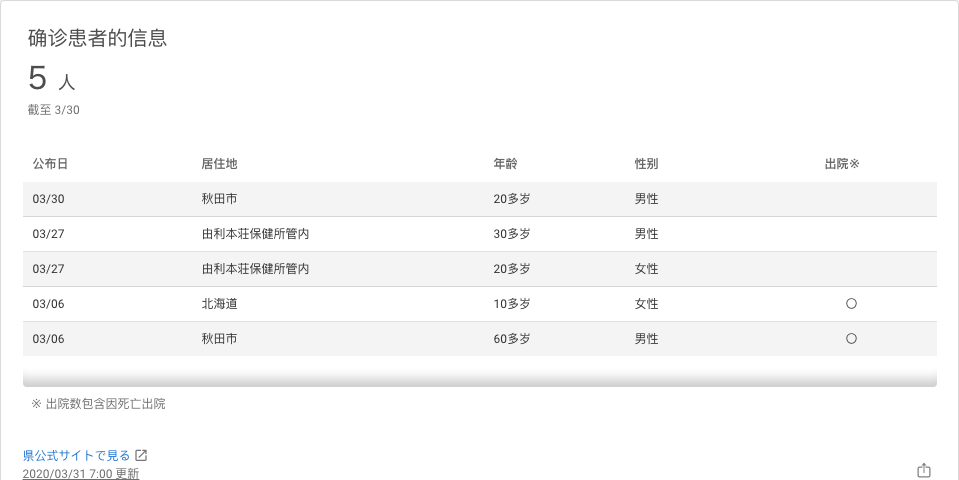 确诊患者的信息
5 人
截至 3/30
公布日 居住地 年龄 性别 出院※
03/30 秋田市 20多岁 男性
03/27 由利本荘保健所管内 30多岁 男性
03/27 由利本荘保健所管内 20多岁 女性
03/06 北海道 10多岁 女性 ○
03/06 秋田市 60多岁 男性 ○
※ 出院数包含因死亡出院
県公式サイトで見る
2020/03/31 7:00 更新